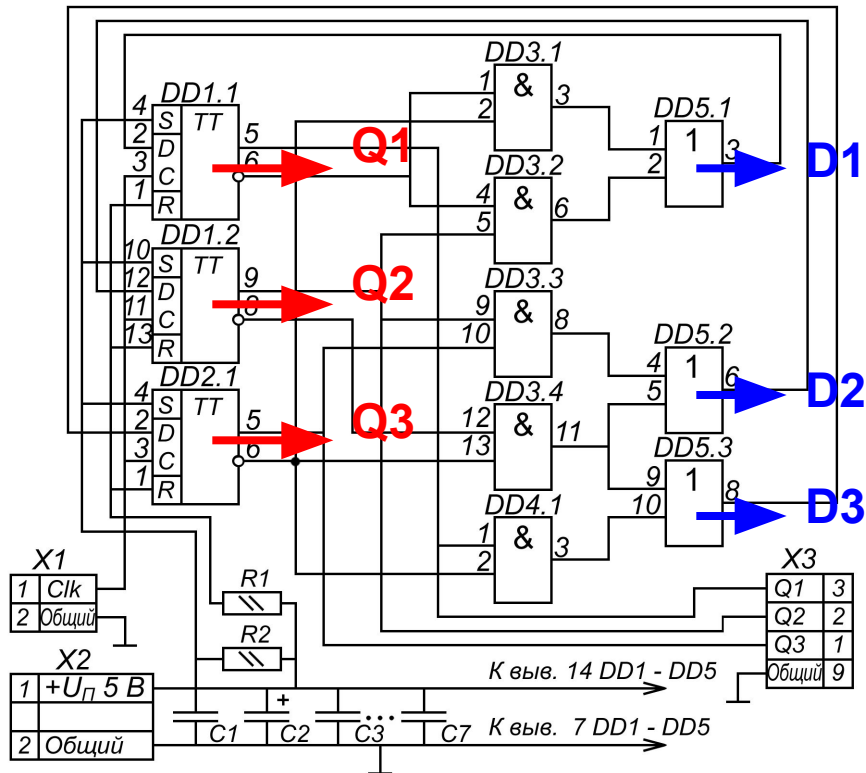 DD1.1
4 S TT
2 D 5
3 C 6
1 R
Q1
DD1.2
10 S TT
12 D 9
11 C 8
13 R
Q2
DD2.1
4 S TT
2 D 5
3 C 6
1 R
Q3
DD3.1
1 & 3
2
DD3.2
4 & 6
5
DD3.3
9 & 8
10
DD3.4
12 & 11
13
DD4.1
1 & 3
2
DD5.1
1 1 3
2
D1
DD5.2
4 1 6
5
D2
DD5.3
9 1 8
10
D3
X1
1 Clk
2 Общий
R1
R2
X2
1 +UП 5 В
2 Общий
C1
+
C2
C3
...
C7
К выв. 14 DD1 - DD5
К выв. 7 DD1 - DD5
X3
Q1 3
Q2 2
Q3 1
Общий 9